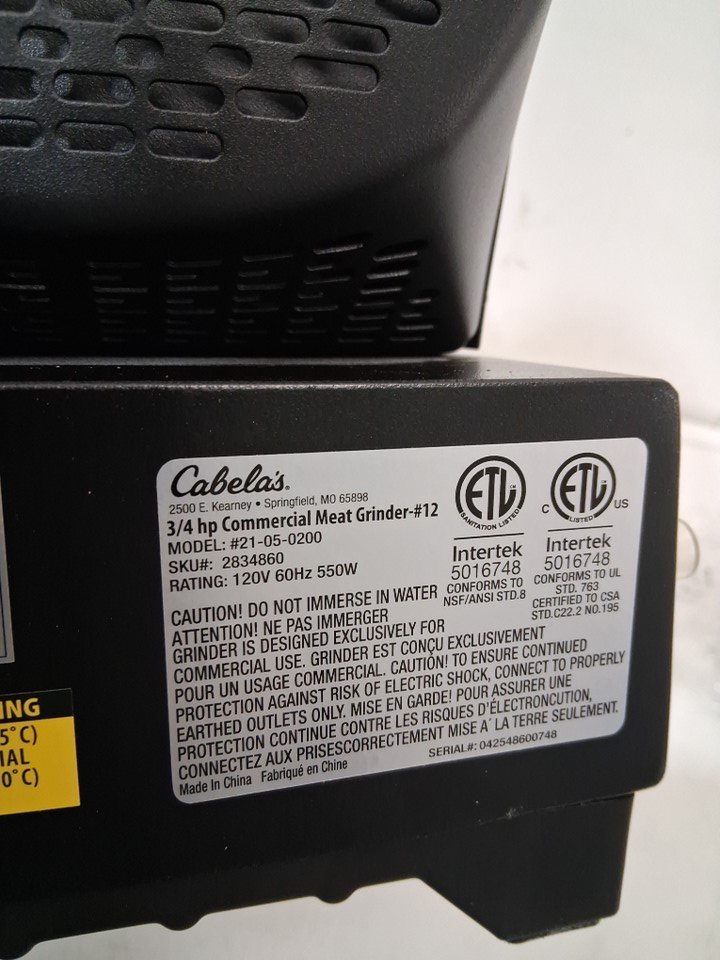 Cabela's.
2500 E. Kearney • Springfield, MO 65898
3/4 hp Commercial Meat Grinder-#12
MODEL: #21-05-0200
SKU#: 2834860
RATING: 120V 60Hz 550W
ETL
SANITATION LISTED
Intertek
5016748
CONFORMS TO
NSF/ANSI STD.8
C ETL US
LISTED
Intertek
5016748
CONFORMS TO UL
STD. 763
CERTIFIED TO CSA
STD.C22.2 NO.195
CAUTION! DO NOT IMMERSE IN WATER
ATTENTION! NE PAS IMMERGER
GRINDER IS DESIGNED EXCLUSIVELY FOR
COMMERCIAL USE. GRINDER EST CONÇU EXCLUSIVEMENT
POUR UN USAGE COMMERCIAL. CAUTION! TO ENSURE CONTINUED
PROTECTION AGAINST RISK OF ELECTRIC SHOCK, CONNECT TO PROPERLY
EARTHED OUTLETS ONLY. MISE EN GARDE! POUR ASSURER UNE
PROTECTION CONTINUE CONTRE LES RISQUES D'ÉLECTRONCUTION,
CONNECTEZ AUX PRISESCORRECTEMENT MISE A' LA TERRE SEULEMENT.
Made in China Fabriqué en Chine
SERIAL#: 042548600748
ING
5°C)
IAL
0°C)